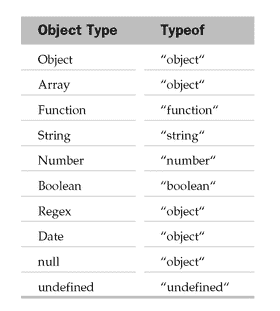 Object Type Typeof
Object “object“
Array “object“
Function “function“
String “string“
Number “number“
Boolean “boolean“
Regex “object“
Date “object“
null “object“
undefined “undefined“